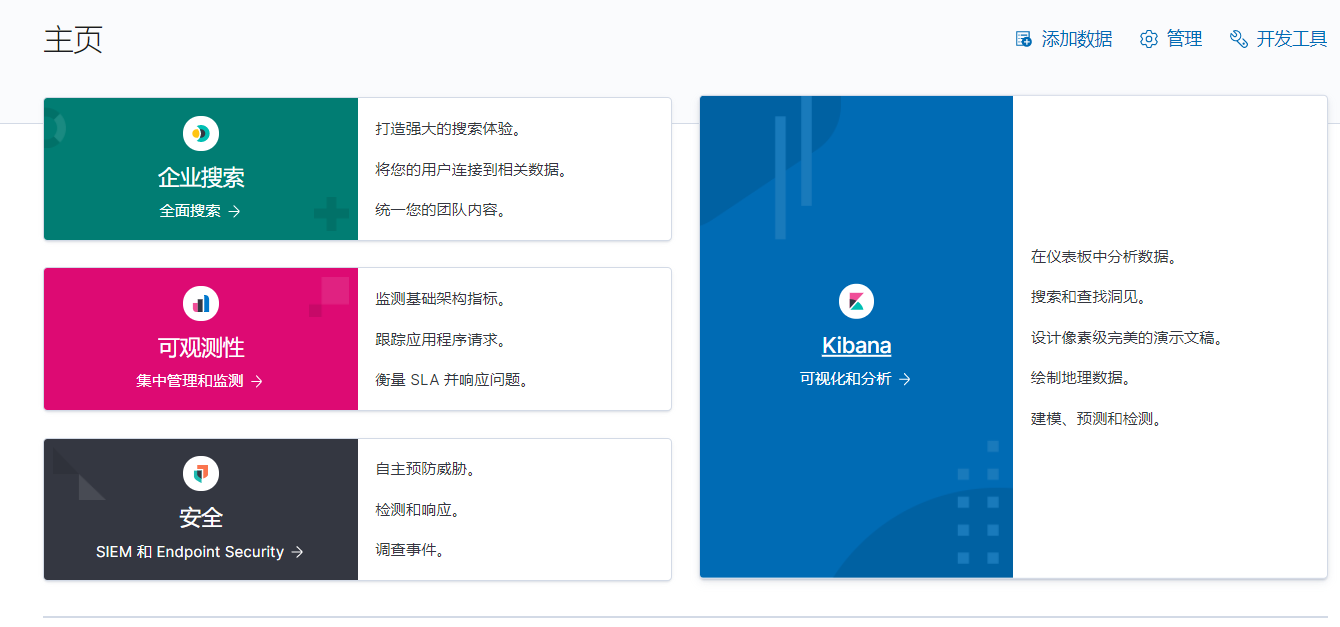 主页
添加数据 管理 开发工具
企业搜索
全面搜索
打造强大的搜索体验。
将您的用户连接到相关数据。
统一您的团队内容。
可观测性
集中管理和监测
监测基础架构指标。
跟踪应用程序请求。
衡量 SLA 并响应问题。
安全
SIEM 和 Endpoint Security
自主预防威胁。
检测和响应。
调查事件。
Kibana
可视化和分析
在仪表板中分析数据。
搜索和查找洞见。
设计像素级完美的演示文稿。
绘制地理数据。
建模、预测和检测。